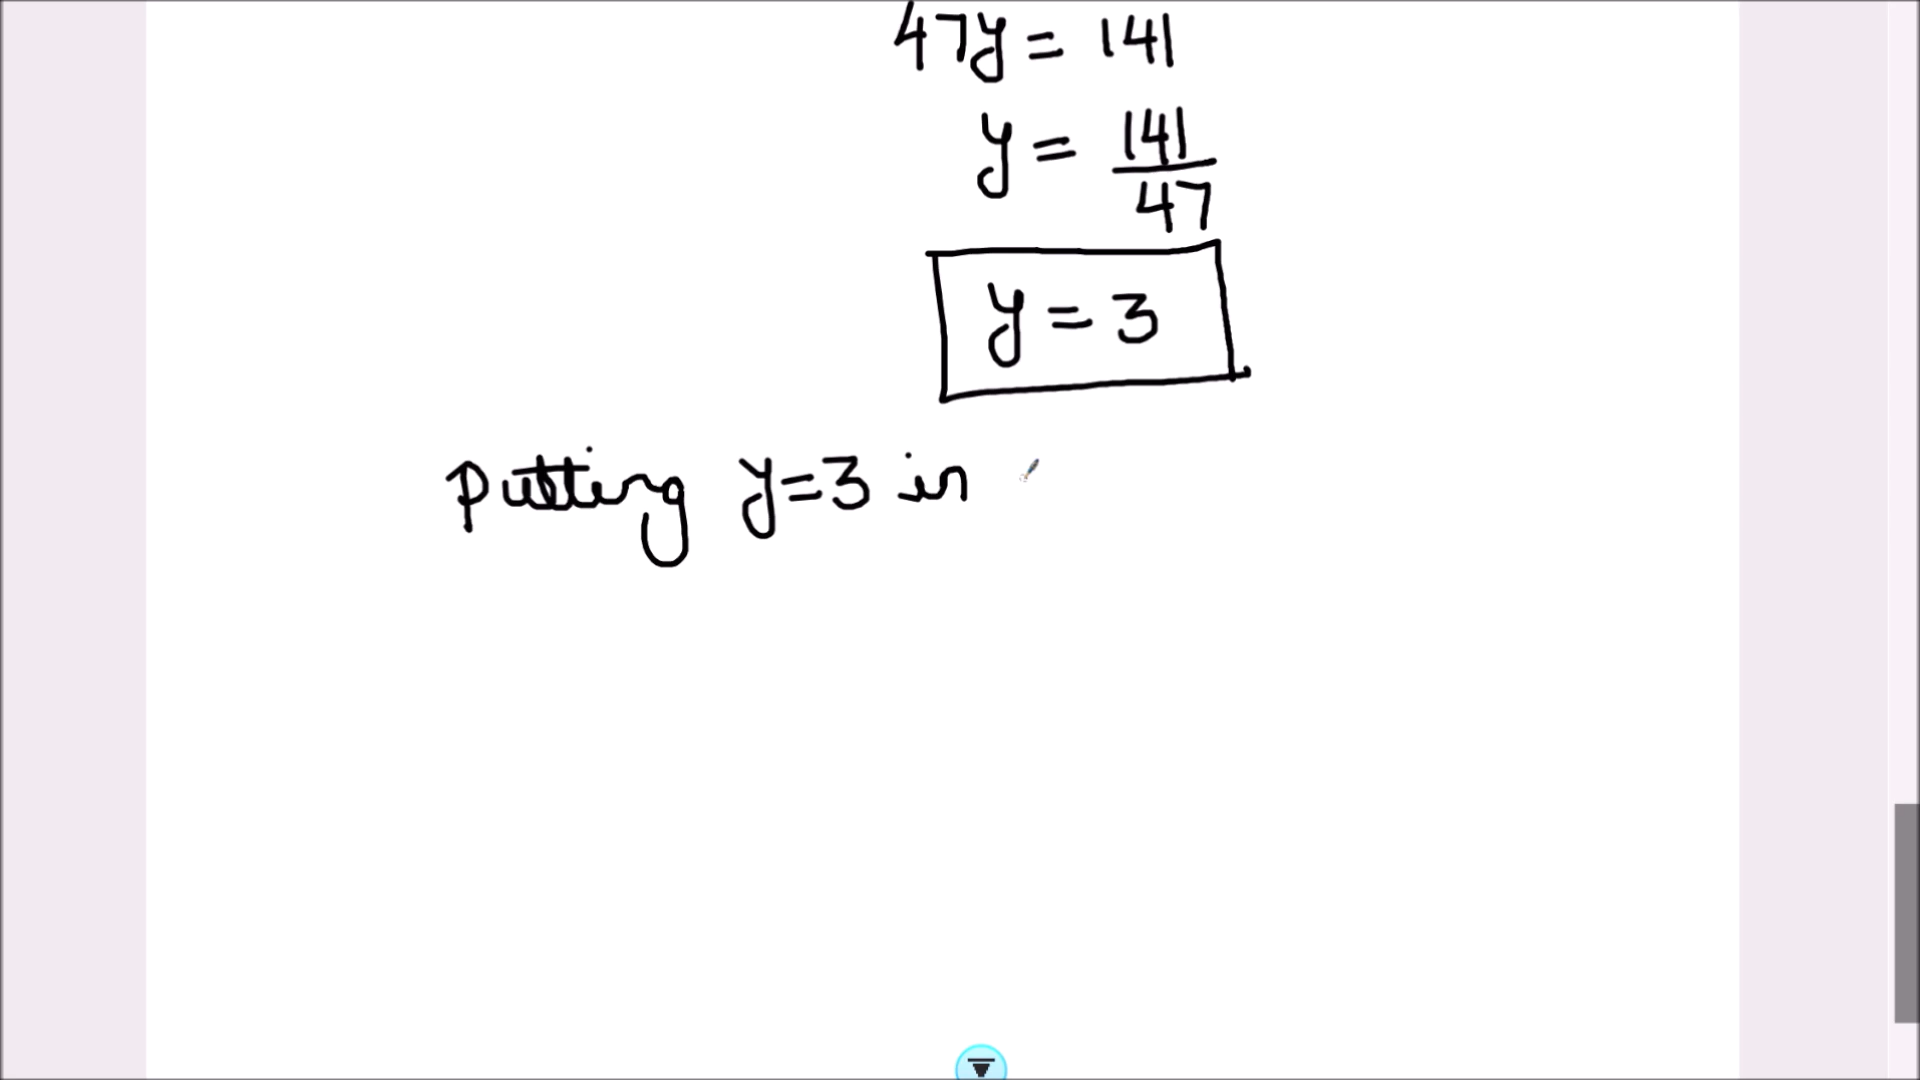 47y = 141
y = 141/47
y = 3
Putting y=3 in